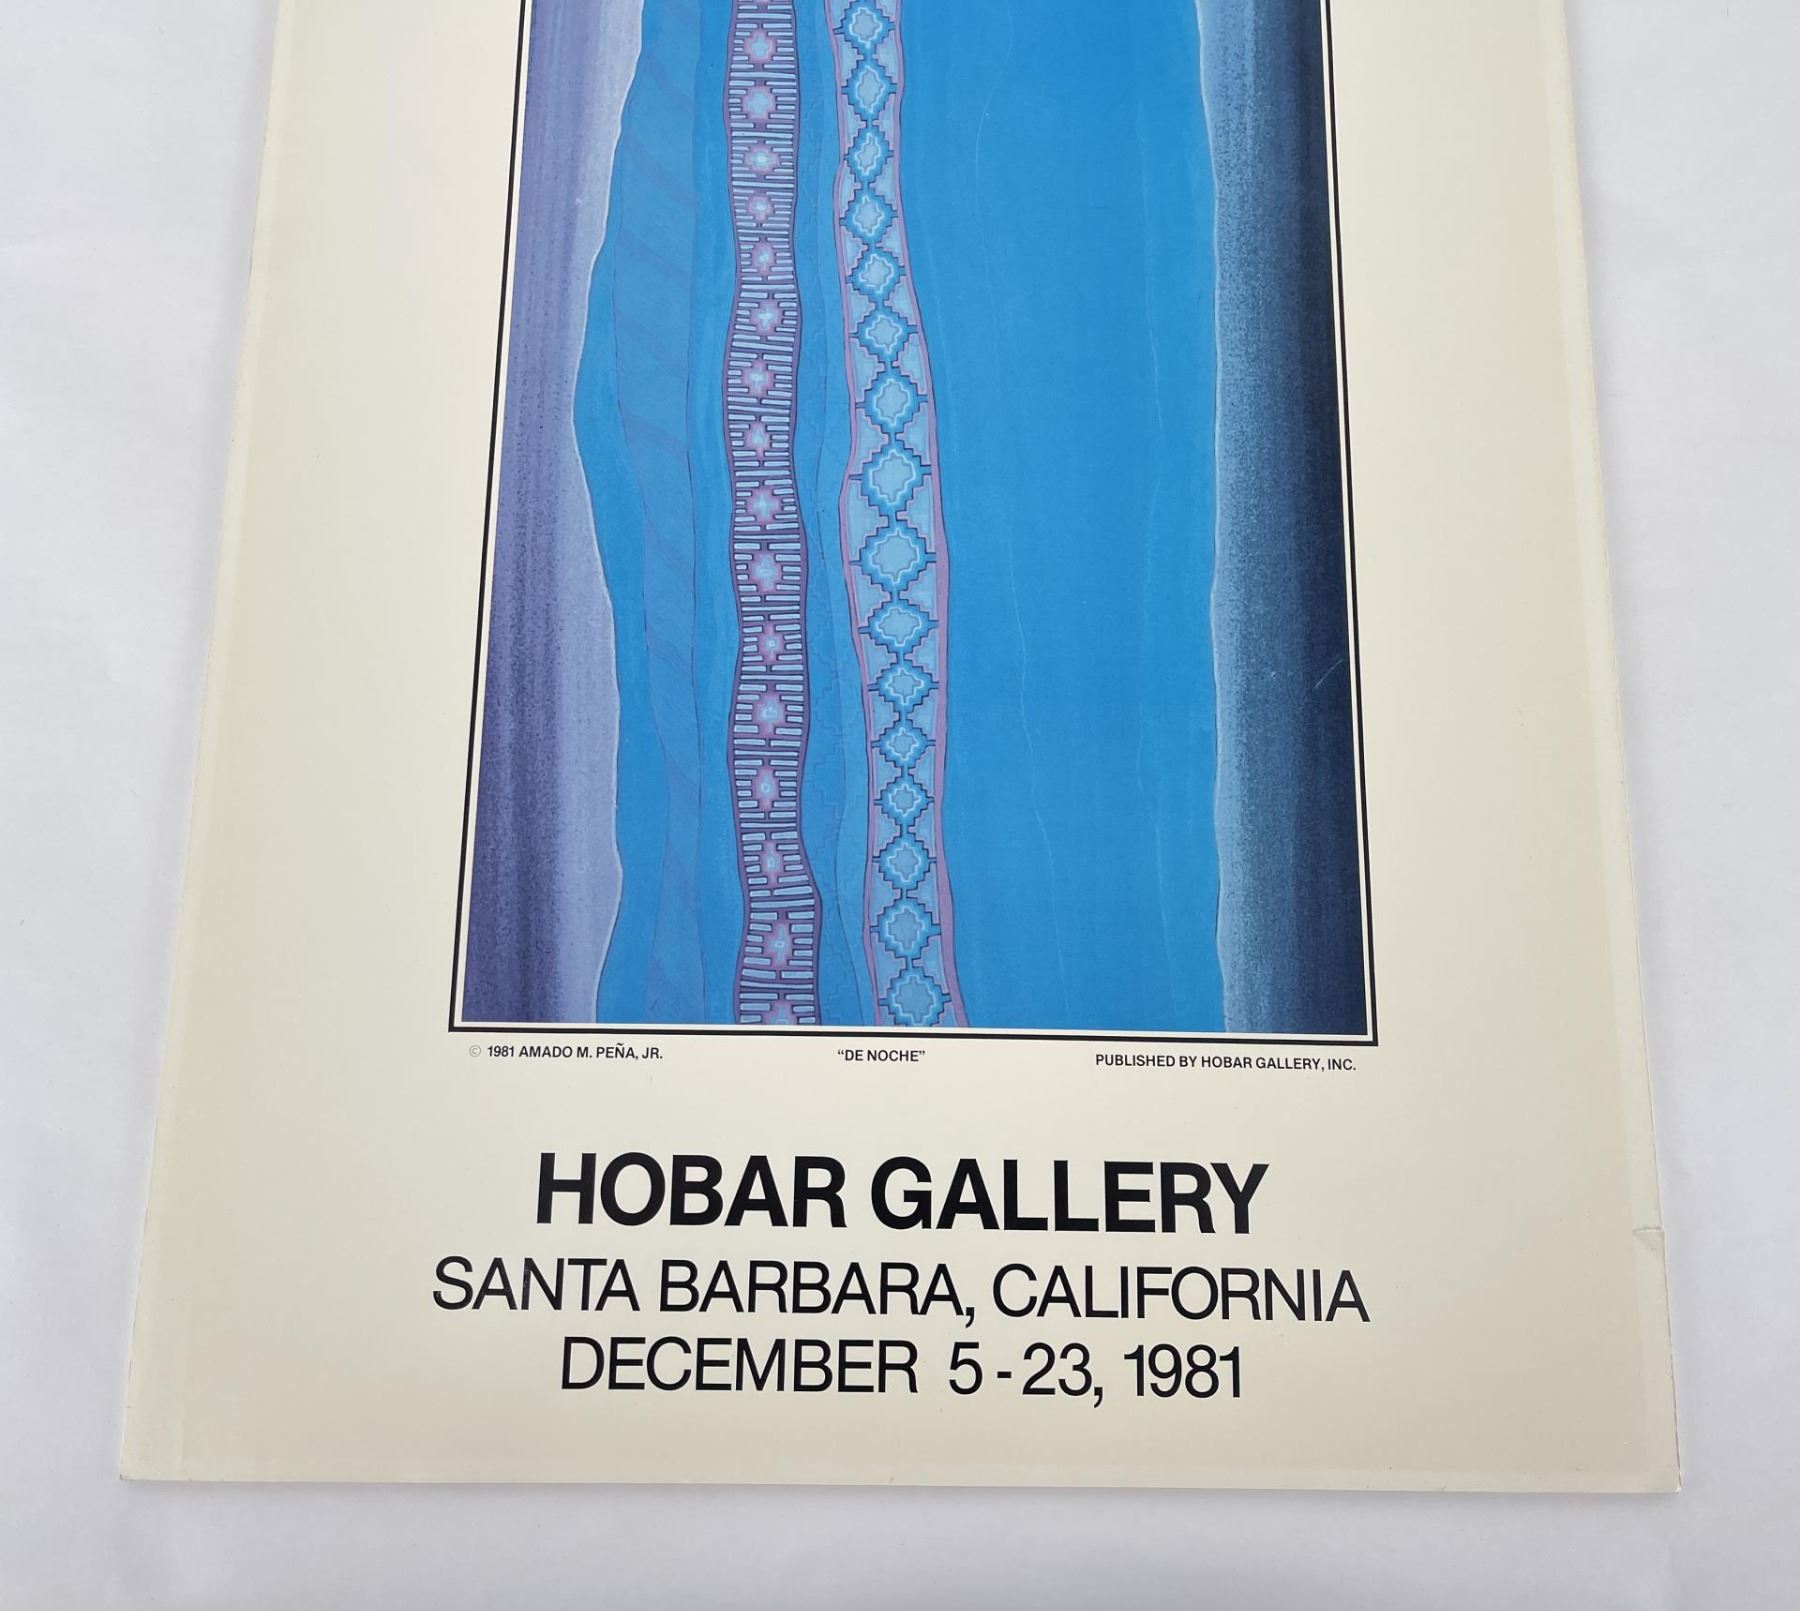 © 1981 AMADO M. PEÑA, JR. "DE NOCHE" PUBLISHED BY HOBAR GALLERY, INC.
HOBAR GALLERY
SANTA BARBARA, CALIFORNIA
DECEMBER 5-23, 1981